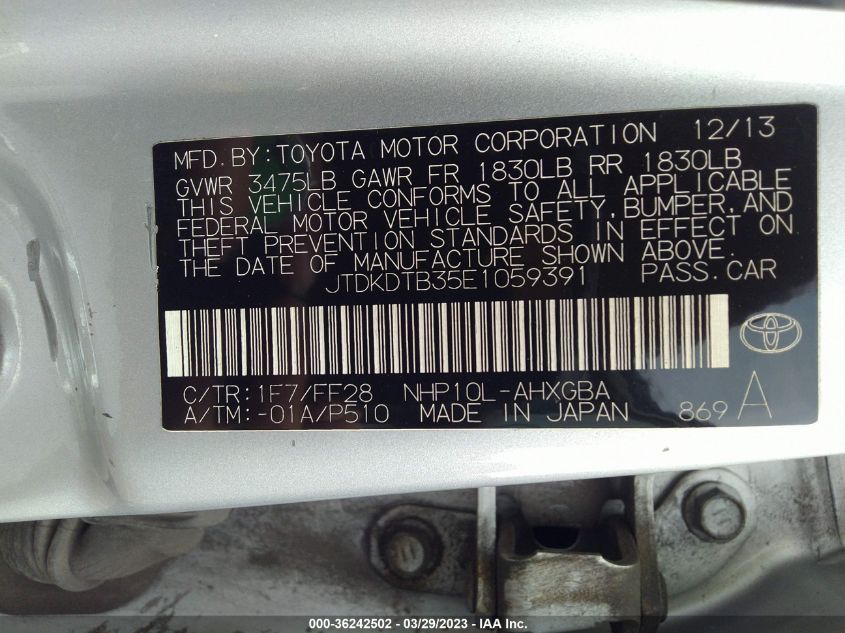 MFD.BY:TOYOTA MOTOR CORPORATION 12/13
GVWR 3475LB GAWR FR 1830LB RR 1830LB
THIS VEHICLE CONFORMS TO ALL APPLICABLE
FEDERAL MOTOR VEHICLE SAFETY,BUMPER,AND
THEFT PREVENTION STANDARDS IN EFFECT ON
THE DATE OF MANUFACTURE SHOWN ABOVE.
JTDKDTB35E1059391 PASS.CAR
C/TR:1F7/FF28 NHP10L-AHXGBA
A/TM:-01A/P510 MADE IN JAPAN 869 A
000-36242502 - 03/29/2023 - IAA Inc.